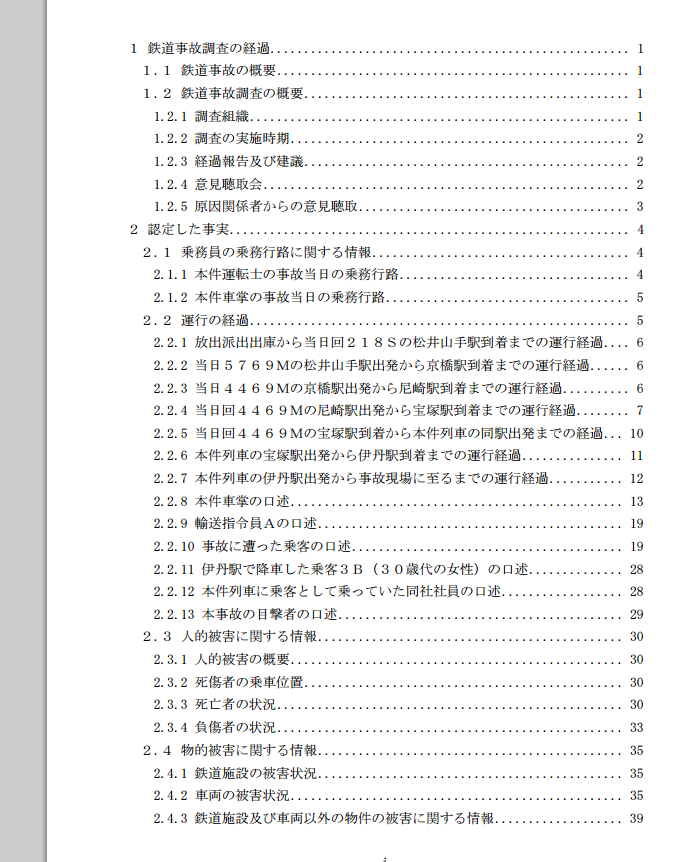 １ 鉄道事故調査の経過..................................................... 1
１.１ 鉄道事故の概要.................................................... 1
１.２ 鉄道事故調査の概要................................................ 1
1.2.1 調査組織........................................................ 1
1.2.2 調査の実施時期.................................................. 2
1.2.3 経過報告及び建議................................................ 2
1.2.4 意見聴取会...................................................... 2
1.2.5 原因関係者からの意見聴取........................................ 3
２ 認定した事実........................................................... 4
２.１ 乗務員の乗務行路に関する情報...................................... 4
2.1.1 本件運転士の事故当日の乗務行路.................................. 4
2.1.2 本件車掌の事故当日の乗務行路.................................... 5
２.２ 運行の経過........................................................ 5
2.2.1 放出派出出庫から当日回２１８Ｓの松井山手駅到着までの運行経過.... 6
2.2.2 当日５７６９Ｍの松井山手駅出発から京橋駅到着までの運行経過...... 6
2.2.3 当日４４６９Ｍの京橋駅出発から尼崎駅到着までの運行経過.......... 6
2.2.4 当日回４４６９Ｍの尼崎駅出発から宝塚駅到着までの運行経過........ 7
2.2.5 当日回４４６９Ｍの宝塚駅到着から本件列車の同駅出発までの経過... 10
2.2.6 本件列車の宝塚駅出発から伊丹駅到着までの運行経過............... 11
2.2.7 本件列車の伊丹駅出発から事故現場に至るまでの運行経過........... 12
2.2.8 本件車掌の口述................................................. 13
2.2.9 輸送指令員Ａの口述............................................. 19
2.2.10 事故に遭った乗客の口述........................................ 19
2.2.11 伊丹駅で降車した乗客３Ｂ（３０歳代の女性）の口述.............. 28
2.2.12 本件列車に乗客として乗っていた同社社員の口述.................. 28
2.2.13 本事故の目撃者の口述.......................................... 29
２.３ 人的被害に関する情報............................................. 30
2.3.1 人的被害の概要................................................. 30
2.3.2 死傷者の乗車位置............................................... 30
2.3.3 死亡者の状況................................................... 30
2.3.4 負傷者の状況................................................... 33
２.４ 物的被害に関する情報............................................. 35
2.4.1 鉄道施設の被害状況............................................. 35
2.4.2 車両の被害状況................................................. 35
2.4.3 鉄道施設及び車両以外の物件の被害に関する情報................... 39